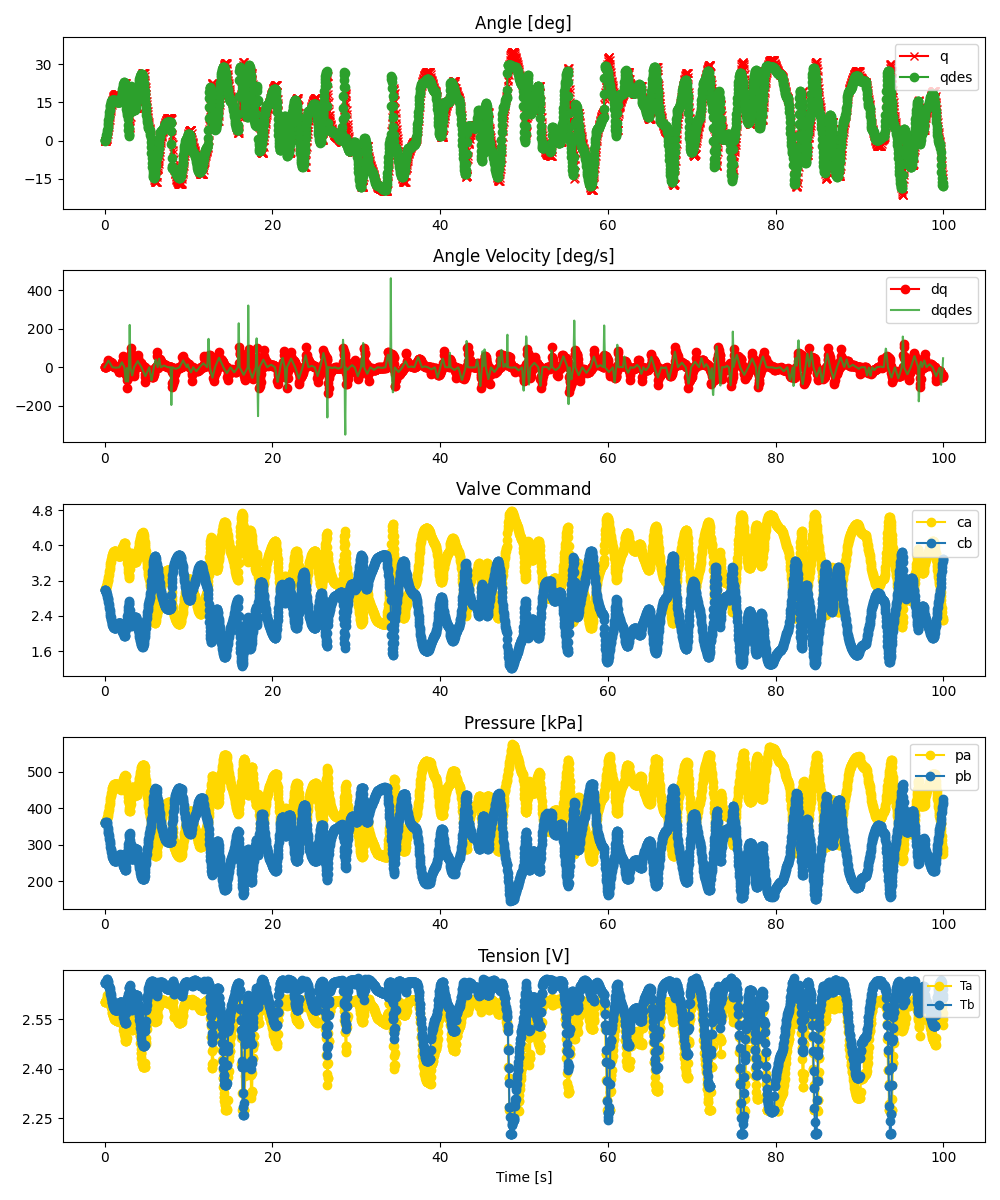 Angle [deg]
30
15
0
−15
q
qdes
0 20 40 60 80 100
Angle Velocity [deg/s]
400
200
0
−200
dq
dqdes
0 20 40 60 80 100
Valve Command
4.8
4.0
3.2
2.4
1.6
ca
cb
0 20 40 60 80 100
Pressure [kPa]
500
400
300
200
pa
pb
0 20 40 60 80 100
Tension [V]
2.55
2.40
2.25
Ta
Tb
0 20 40 60 80 100
Time [s]